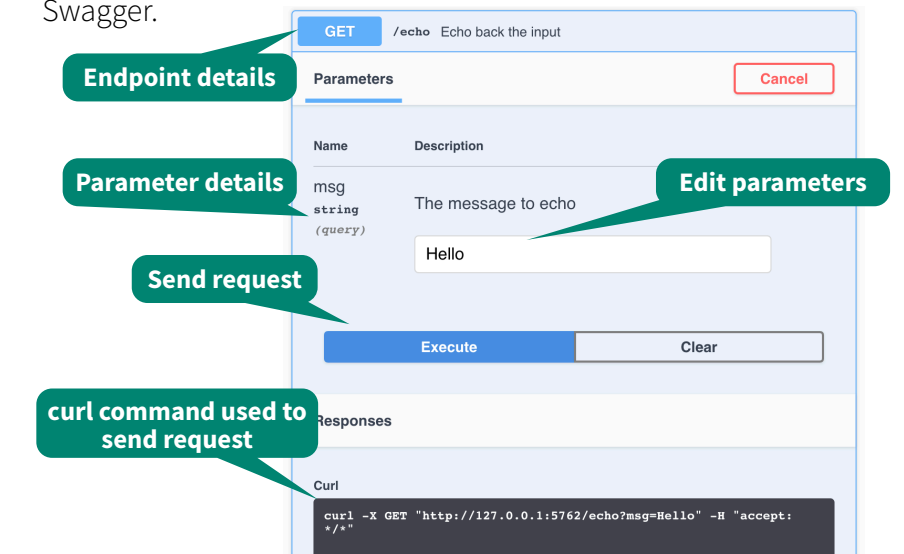 Swagger.
GET /echo Echo back the input
Endpoint details
Parameters
Cancel
Name Description
Parameter details
msg
string
(query)
The message to echo
Edit parameters
Hello
Send request
Execute Clear
curl command used to
send request
Responses
Curl
curl -X GET "http://127.0.0.1:5762/echo?msg=Hello" -H "accept:
*/*"